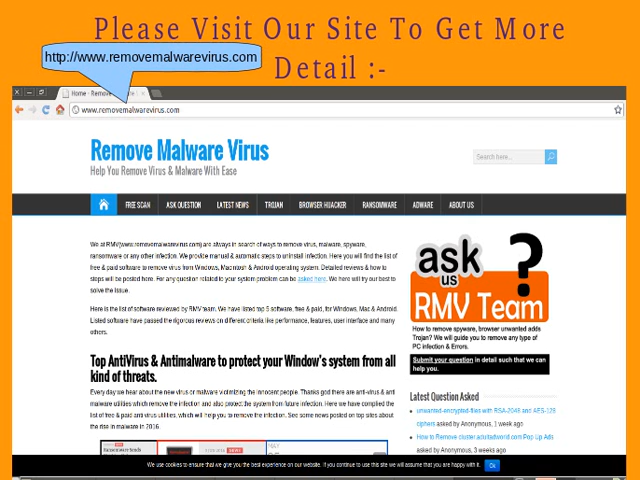 Please Visit Our Site To Get More
Detail :-
http://www.removemalwarevirus.com
Home - Remove
www.removemalwarevirus.com
Remove Malware Virus
Help You Remove Virus & Malware With Ease
Search here...
FREE SCAN ASK QUESTION LATEST NEWS TROJAN BROWSER HIJACKER RANSOMWARE ADWARE ABOUT US
We at RMV(www.removemalwarevirus.com) are always in search of ways to remove virus, malware, spyware,
ransomware or any other infection. We provide manual & automatic steps to uninstall infection. Here you will find the list of
free & paid software to remove virus from Windows, Macintosh & Android operating system. Detailed reviews & how to
steps will be posted here. For any question related to your system problem can be asked here. We here will try our best to
solve the issue.
Here is the list of software reviewed by RMV team. We have listed top 5 software, free & paid, for Windows, Mac & Android.
Listed software have passed the rigorous reviews on different criteria like performance, features, user interface and many
others.
Top AntiVirus & Antimalware to protect your Window's system from all
kind of threats.
Every day we hear about the new virus or malware victimizing the innocent people. Thanks god there are anti-virus & anti
malware utilities which remove the infection and also protect the system from future infection. Here we have compiled the
list of free & paid anti-virus utilities, which will help you to remove the infection. See some news posted on top sites about
the rise in malware in 2016.
ask ?
us
RMV Team
How to remove spyware, browser unwanted adds
Trojan? We will guide you to remove any type of
PC infection & Errors.
Submit your question in detail such that we can
help you.
Latest Question Asked
unwanted-encrypted-files with RSA-2048 and AES-128
ciphers asked by Anonymous, 1 week ago
How to Remove cluster.adultadworld.com Pop Up Ads
asked by Anonymous, 3 weeks ago
We use cookies to ensure that we give you the best experience on our website. If you continue to use this site we will assume that you are happy with it. Ok